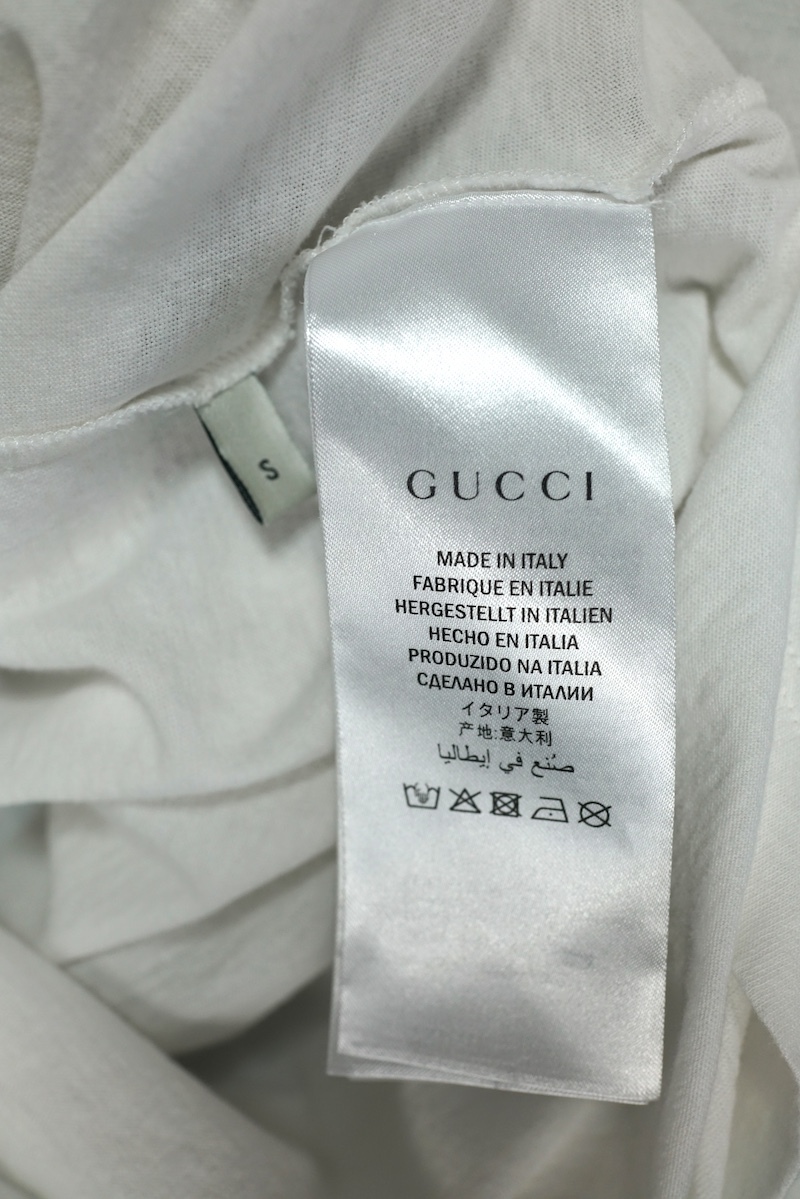 S
GUCCI
MADE IN ITALY
FABRIQUE EN ITALIE
HERGESTELLT IN ITALIEN
HECHO EN ITALIA
PRODUZIDO NA ITALIA
СДЕЛАНО В ИТАЛИИ
イタリア製
产地:意大利
صُنع في إيطاليا